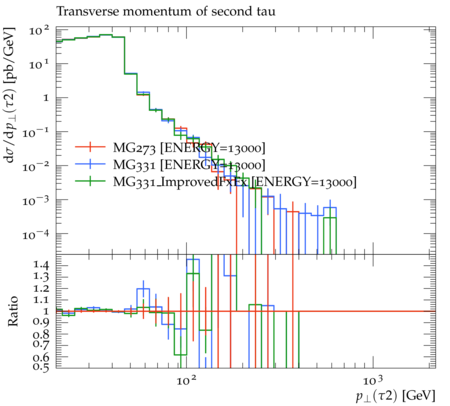 Transverse momentum of second tau
dσ/dp⊥(τ2) [pb/GeV]
10²
10¹
1
10⁻¹
10⁻²
10⁻³
10⁻⁴
MG273 [ENERGY=13000]
MG331 [ENERGY=13000]
MG331_ImprovedFxFx [ENERGY=13000]
Ratio
1.4
1.3
1.2
1.1
1
0.9
0.8
0.7
0.6
0.5
10²
10³
p⊥(τ2) [GeV]